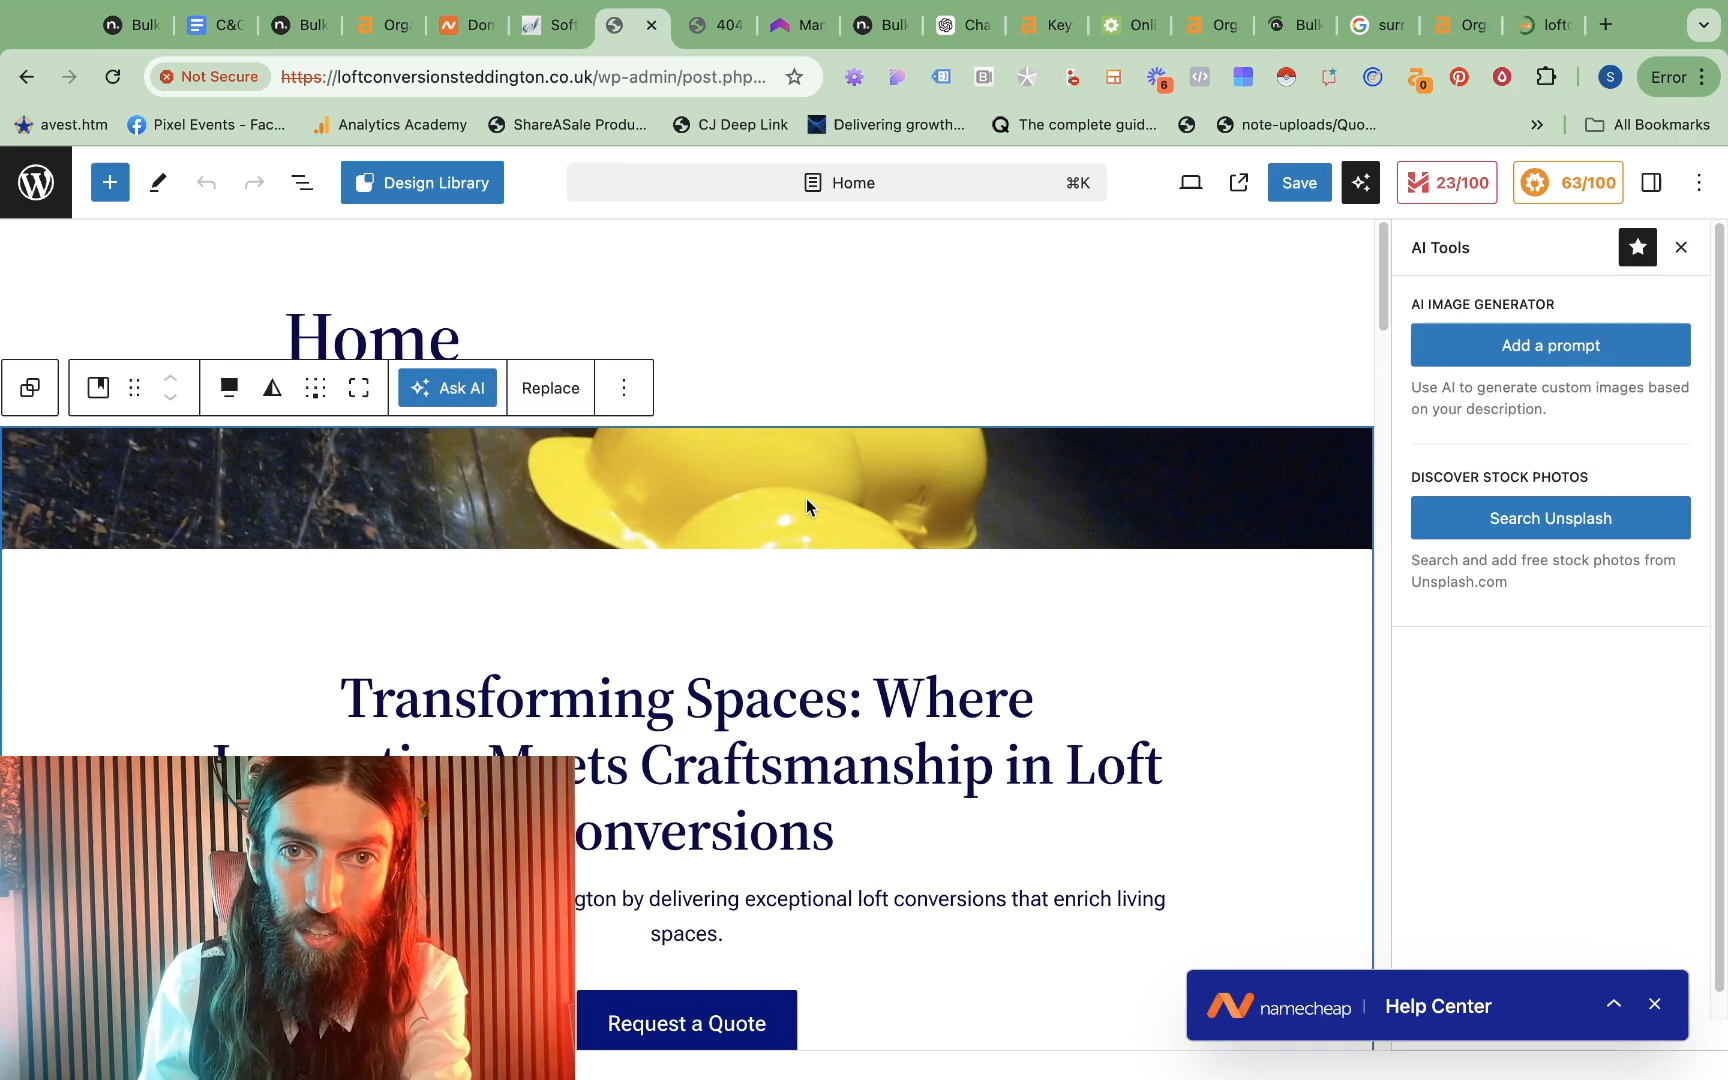 Bulk
C&G
Bulk
Org
Don
Soft
404
Mar
Bulk
Cha
Key
Onli
Org
Bulk
surr
Org
loftc
Not Secure
https://loftconversionsteddington.co.uk/wp-admin/post.php...
6
0
S
Error
avest.htm
Pixel Events - Fac...
Analytics Academy
ShareASale Produ...
CJ Deep Link
Delivering growth...
The complete guid...
note-uploads/Quo...
»
All Bookmarks
Design Library
Home
⌘K
Save
23/100
63/100
AI Tools
Home
AI IMAGE GENERATOR
Add a prompt
Use AI to generate custom images based
on your description.
Ask AI
Replace
DISCOVER STOCK PHOTOS
Search Unsplash
Search and add free stock photos from
Unsplash.com
Transforming Spaces: Where
Meets Craftsmanship in Loft
onversions
gton by delivering exceptional loft conversions that enrich living
spaces.
Request a Quote
namecheap
Help Center